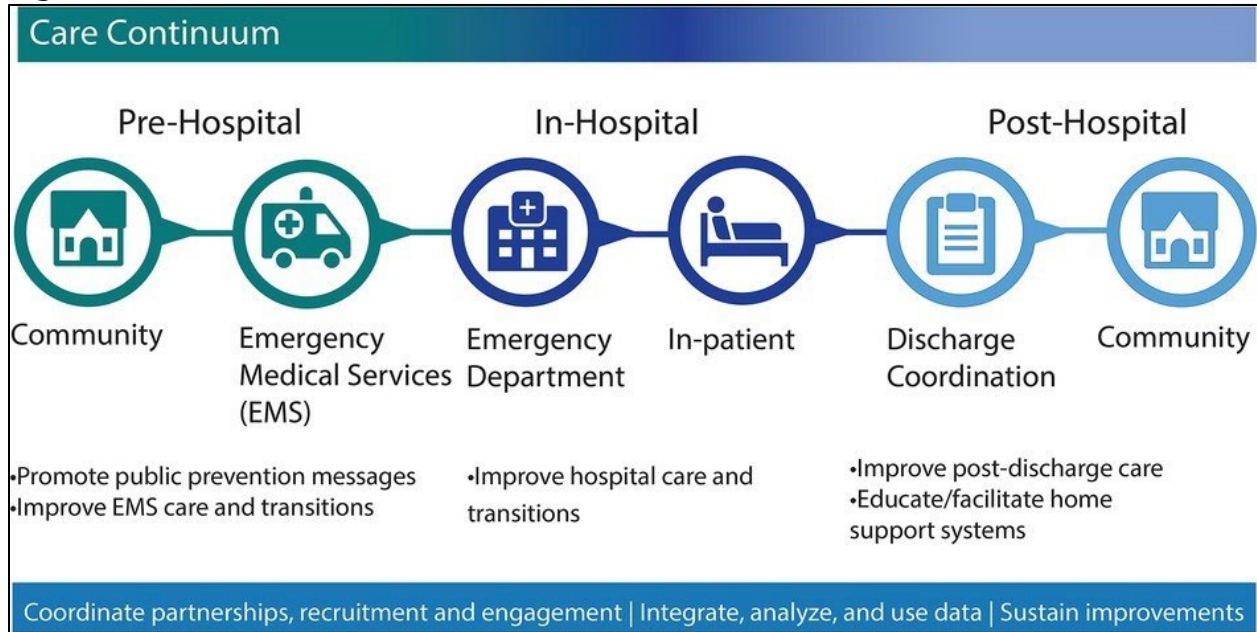 Care Continuum
Pre-Hospital
In-Hospital
Post-Hospital
Community
Emergency
Medical Services
(EMS)
Emergency
Department
In-patient
Discharge
Coordination
Community
•Promote public prevention messages
•Improve EMS care and transitions
•Improve hospital care and
transitions
•Improve post-discharge care
•Educate/facilitate home
support systems
Coordinate partnerships, recruitment and engagement | Integrate, analyze, and use data | Sustain improvements